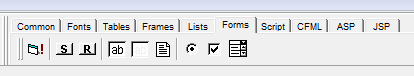 Common Fonts Tables Frames Lists Forms Script CFML ASP JSP
S R ab